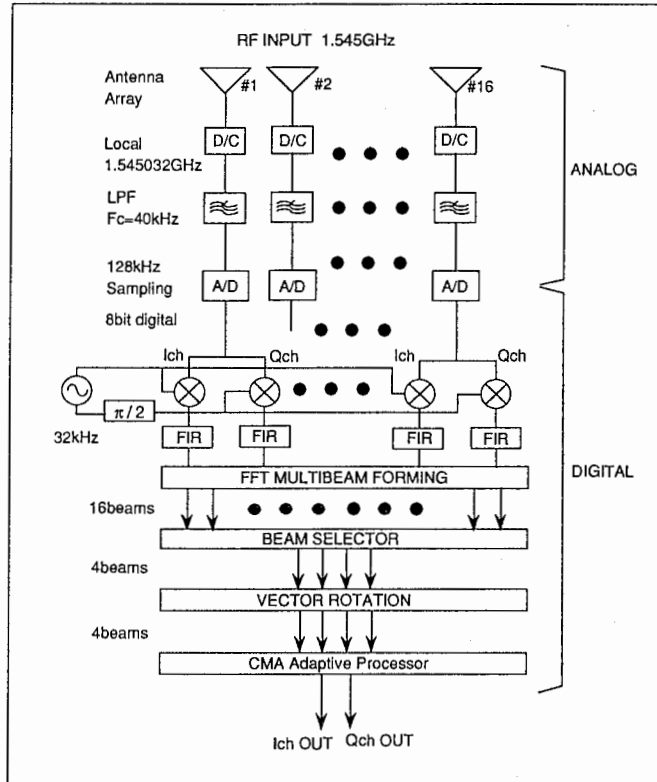 RF INPUT 1.545GHz
Antenna
Array
#1
#2
#16
Local
1.545032GHz
D/C
D/C
D/C
ANALOG
LPF
Fc=40kHz
128kHz
Sampling
A/D
A/D
A/D
8bit digital
Ich
Qch
Ich
Qch
π/2
32kHz
FIR
FIR
FIR
FIR
DIGITAL
FFT MULTIBEAM FORMING
16beams
BEAM SELECTOR
4beams
VECTOR ROTATION
4beams
CMA Adaptive Processor
Ich OUT
Qch OUT